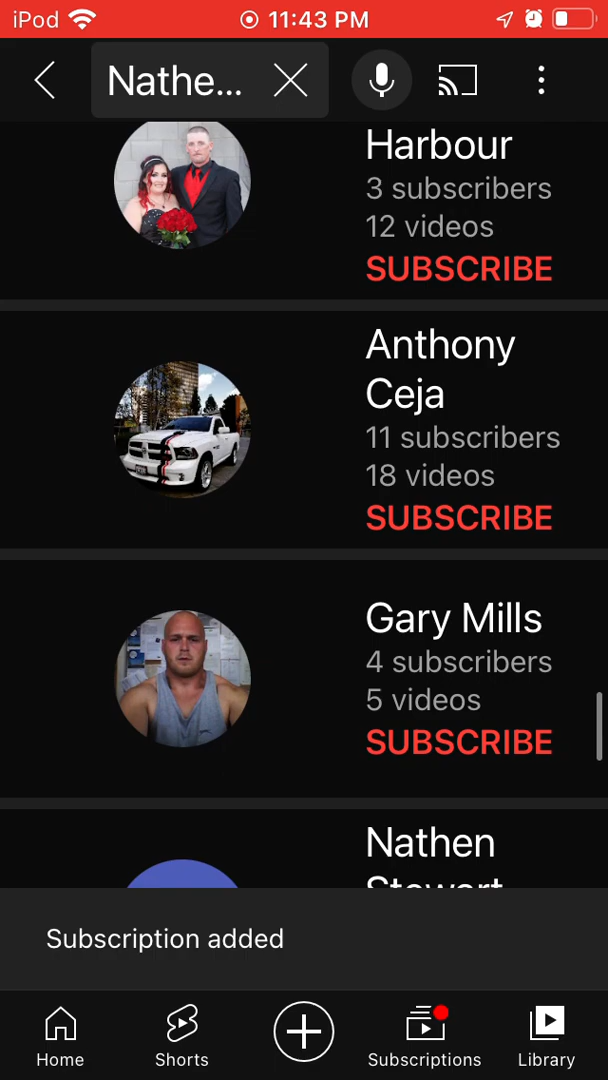 iPod 11:43 PM
Nathe...
Harbour
3 subscribers
12 videos
SUBSCRIBE
Anthony
Ceja
11 subscribers
18 videos
SUBSCRIBE
Gary Mills
4 subscribers
5 videos
SUBSCRIBE
Nathen
Stewart
Subscription added
Home Shorts Subscriptions Library